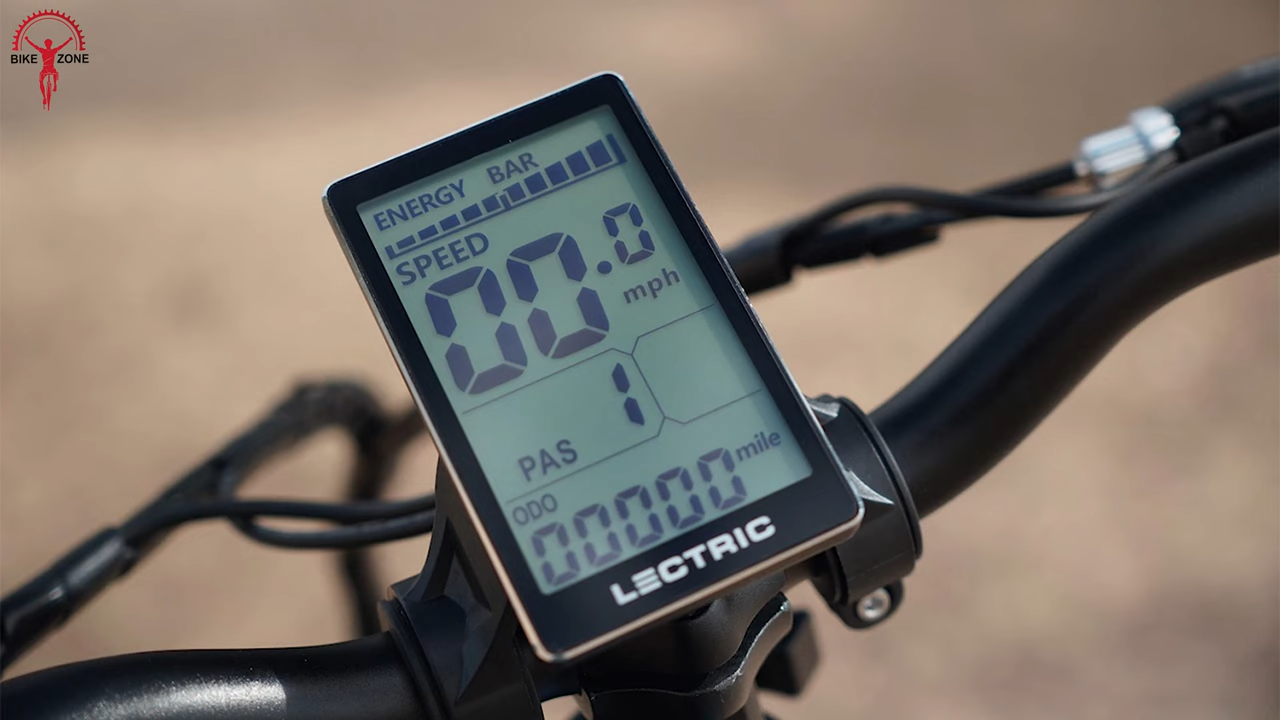 BIKE ZONE
ENERGY BAR
SPEED
00.0
mph
1
PAS
ODO
00000 mile
LECTRIC